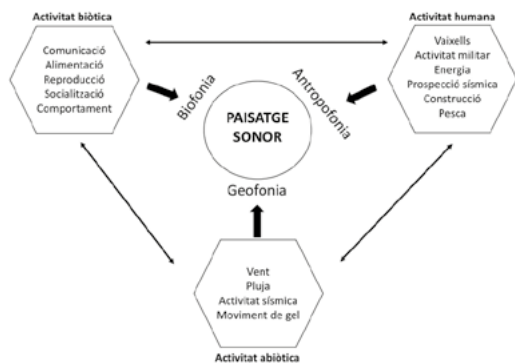 Activitat biòtica
Comunicació
Alimentació
Reproducció
Socialització
Comportament
Activitat humana
Vaixells
Activitat militar
Energia
Prospecció sísmica
Construcció
Pesca
Biofonia
Antropofonia
PAISATGE
SONOR
Geofonia
Vent
Pluja
Activitat sísmica
Moviment de gel
Activitat abiòtica